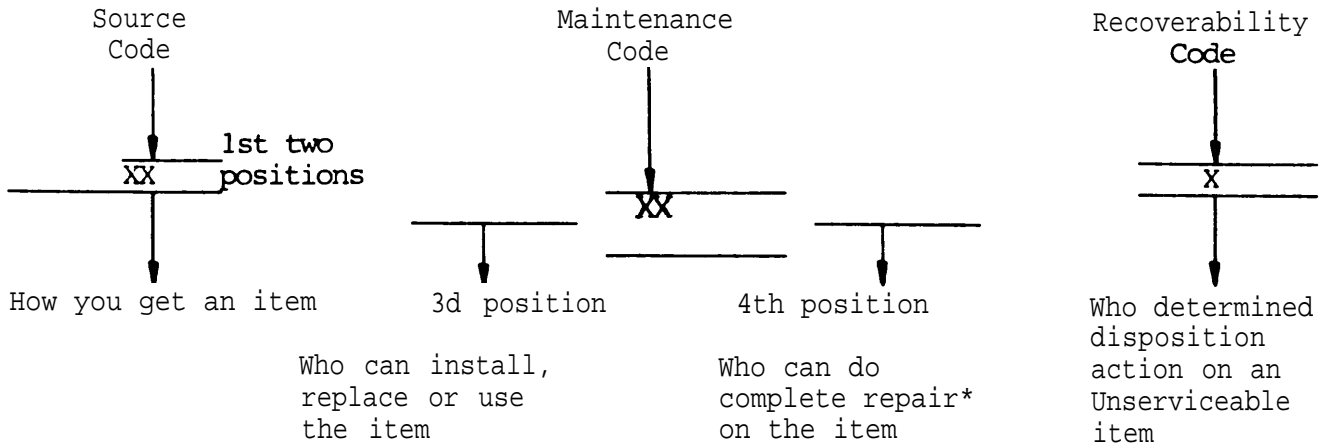 Source
Code
1st two
XX
positions
How you get an item
Maintenance
Code
XX
3d position
Who can install,
replace or use
the item
4th position
Who can do
complete repair*
on the item
Recoverability
Code
X
Who determined
disposition
action on an
Unserviceable
item